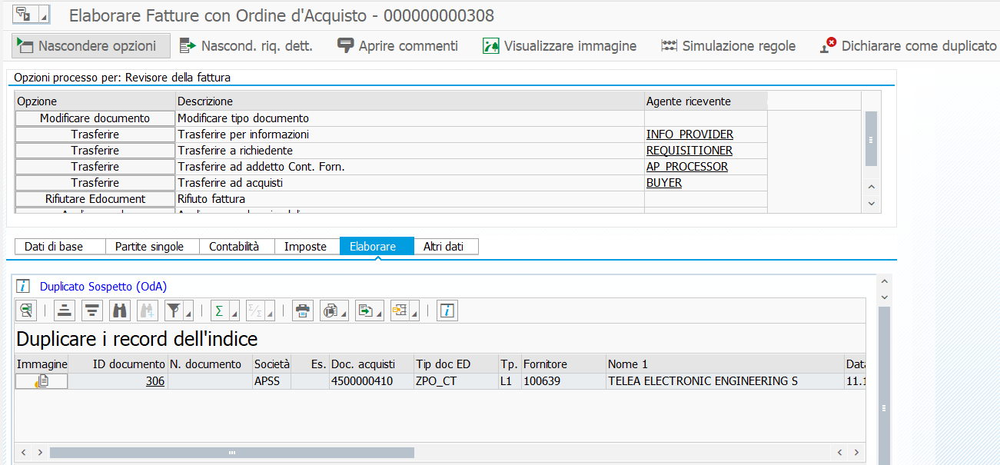 Elaborare Fatture con Ordine d'Acquisto - 000000000308
Nascondere opzioni Nascond. riq. dett. Aprire commenti Visualizzare immagine Simulazione regole Dichiarare come duplicato
Opzioni processo per: Revisore della fattura
Opzione Descrizione Agente ricevente
Modificare documento Modificare tipo documento
Trasferire Trasferire per informazioni INFO_PROVIDER
Trasferire Trasferire a richiedente REQUISITIONER
Trasferire Trasferire ad addetto Cont. Forn. AP_PROCESSOR
Trasferire Trasferire ad acquisti BUYER
Rifiutare Edocument Rifiuto fattura
Dati di base Partite singole Contabilità Imposte Elaborare Altri dati
Duplicato Sospetto (OdA)
Duplicare i record dell'indice
Immagine ID documento N. documento Società Es. Doc. acquisti Tip doc ED Tp. Fornitore Nome 1 Data
306 APSS 4500000410 ZPO_CT L1 100639 TELEA ELECTRONIC ENGINEERING S 11.1